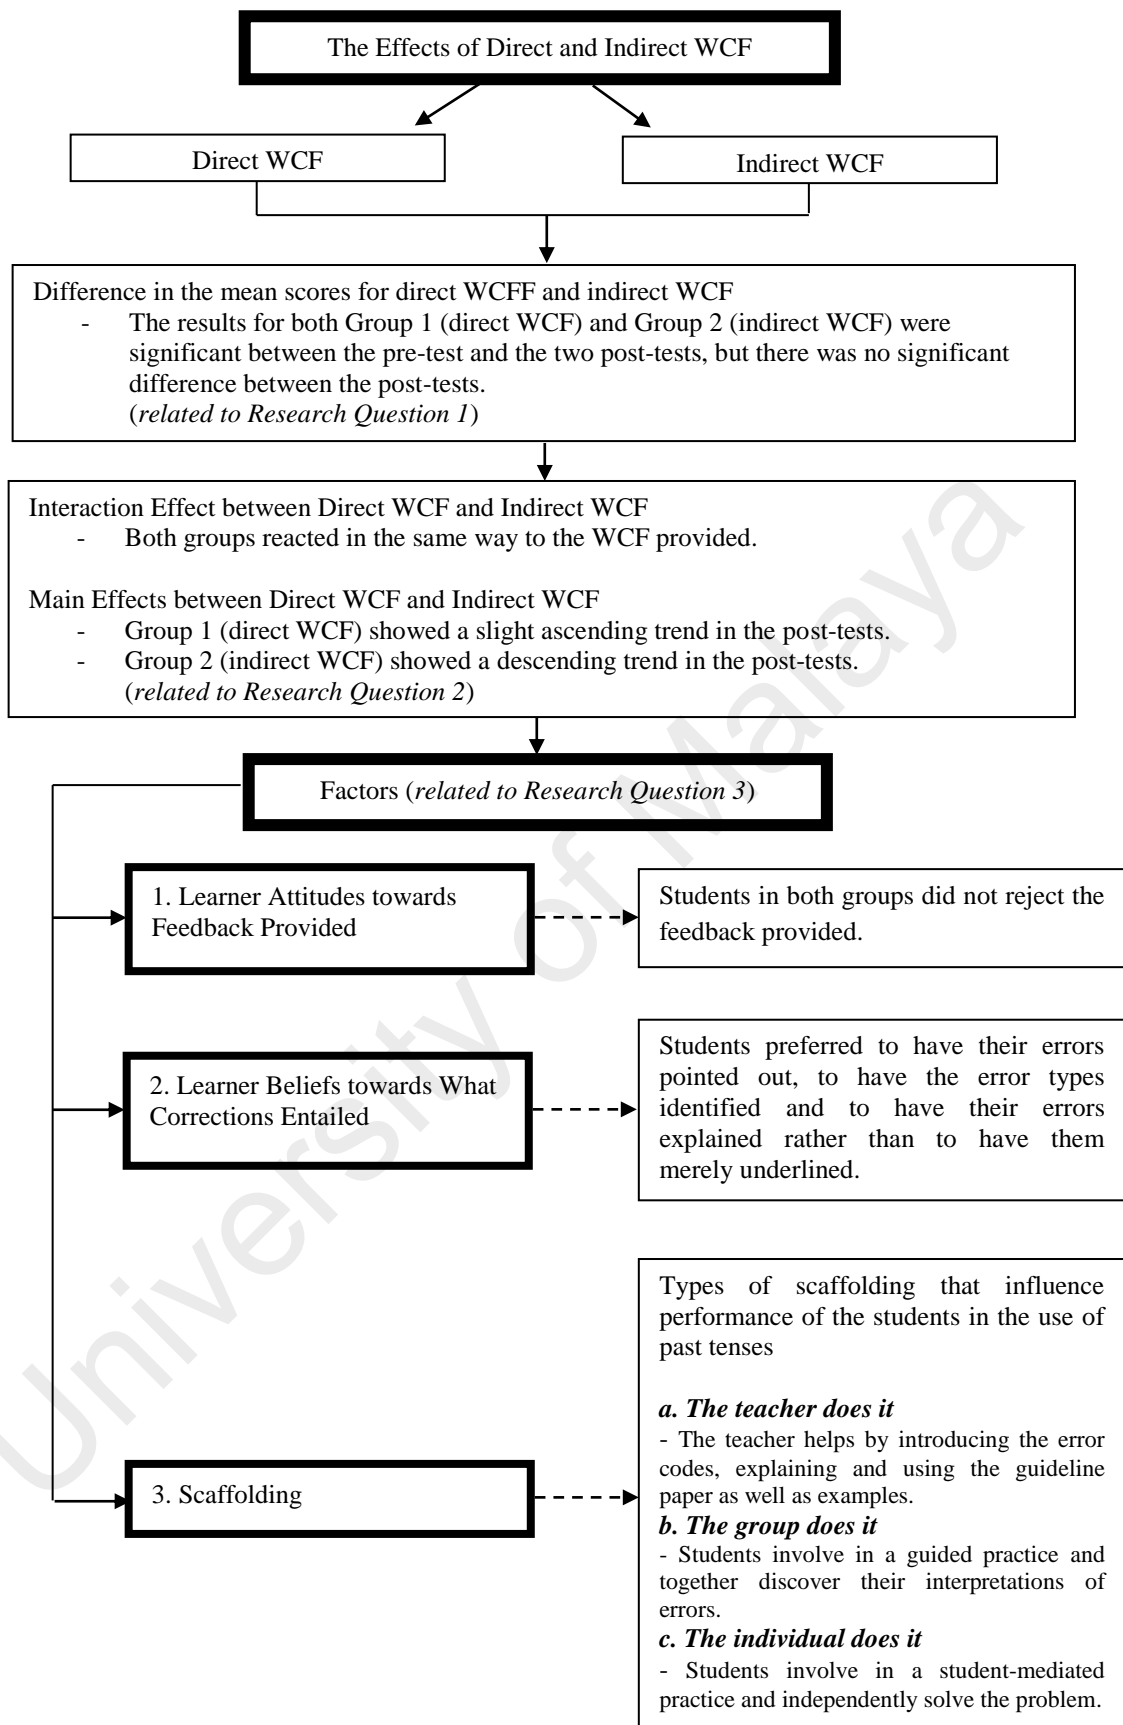 The Effects of Direct and Indirect WCF
Direct WCF
Indirect WCF
Difference in the mean scores for direct WCFF and indirect WCF
- The results for both Group 1 (direct WCF) and Group 2 (indirect WCF) were
significant between the pre-test and the two post-tests, but there was no significant
difference between the post-tests.
(related to Research Question 1)
Interaction Effect between Direct WCF and Indirect WCF
- Both groups reacted in the same way to the WCF provided.
Main Effects between Direct WCF and Indirect WCF
- Group 1 (direct WCF) showed a slight ascending trend in the post-tests.
- Group 2 (indirect WCF) showed a descending trend in the post-tests.
(related to Research Question 2)
Factors (related to Research Question 3)
1. Learner Attitudes towards
Feedback Provided
Students in both groups did not reject the
feedback provided.
2. Learner Beliefs towards What
Corrections Entailed
Students preferred to have their errors
pointed out, to have the error types
identified and to have their errors
explained rather than to have them
merely underlined.
3. Scaffolding
Types of scaffolding that influence
performance of the students in the use of
past tenses
a. The teacher does it
- The teacher helps by introducing the error
codes, explaining and using the guideline
paper as well as examples.
b. The group does it
- Students involve in a guided practice and
together discover their interpretations of
errors.
c. The individual does it
- Students involve in a student-mediated
practice and independently solve the problem.
University of Malaya